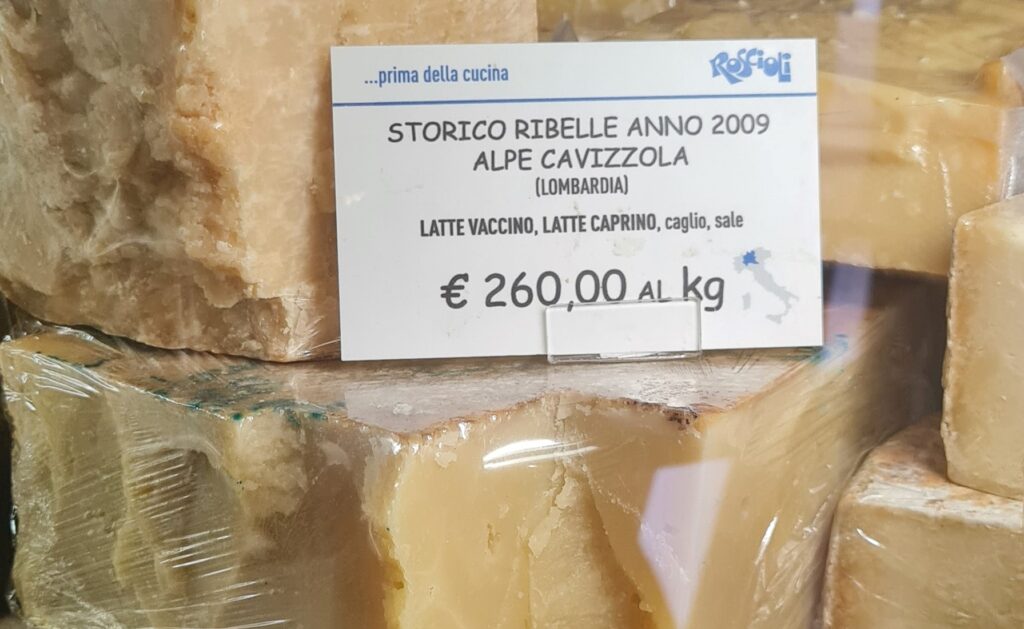 ...prima della cucina
Roscioli
STORICO RIBELLE ANNO 2009
ALPE CAVIZZOLA
(LOMBARDIA)
LATTE VACCINO, LATTE CAPRINO, caglio, sale
€ 260,00 AL kg